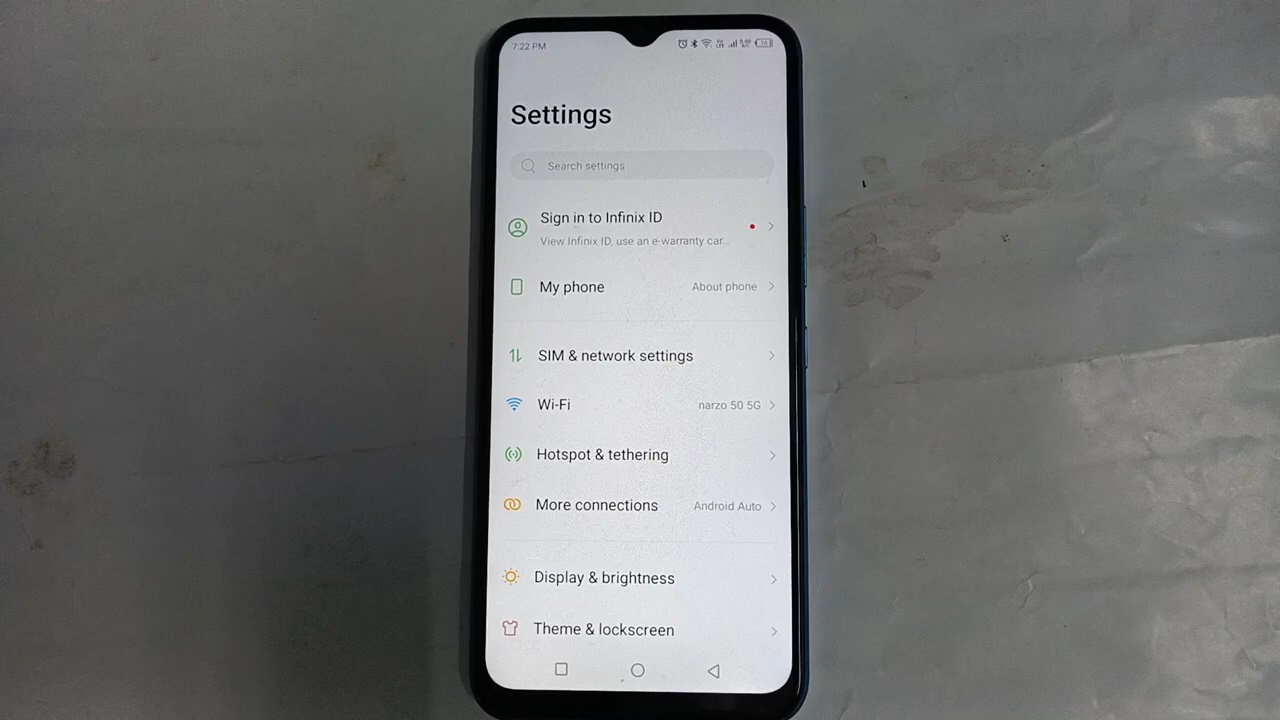 7:22 PM
Settings
Search settings
Sign in to Infinix ID
View Infinix ID, use an e-warranty car...
My phone About phone
SIM & network settings
Wi-Fi narzo 50 5G
Hotspot & tethering
More connections Android Auto
Display & brightness
Theme & lockscreen